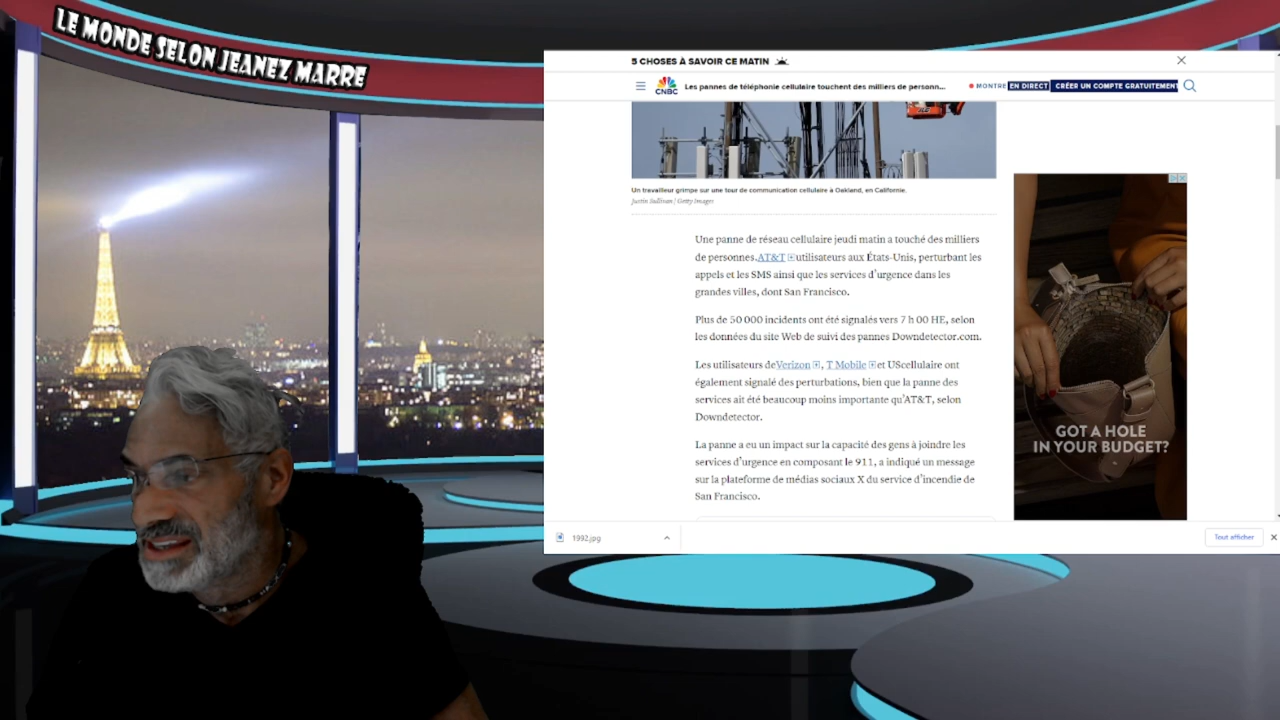 LE MONDE SELON JEANEZ MARRE
5 CHOSES À SAVOIR CE MATIN
CNBC
Les pannes de téléphonie cellulaire touchent des milliers de personn...
MONTRE EN DIRECT
CRÉER UN COMPTE GRATUITEMENT
Un travailleur grimpe sur une tour de communication cellulaire à Oakland, en Californie.
Justin Sullivan | Getty Images
Une panne de réseau cellulaire jeudi matin a touché des milliers
de personnes.AT&T utilisateurs aux États-Unis, perturbant les
appels et les SMS ainsi que les services d'urgence dans les
grandes villes, dont San Francisco.
Plus de 50 000 incidents ont été signalés vers 7 h 00 HE, selon
les données du site Web de suivi des pannes Downdetector.com.
Les utilisateurs deVerizon , T Mobile et UScellulaire ont
également signalé des perturbations, bien que la panne des
services ait été beaucoup moins importante qu'AT&T, selon
Downdetector.
La panne a eu un impact sur la capacité des gens à joindre les
services d'urgence en composant le 911, a indiqué un message
sur la plateforme de médias sociaux X du service d'incendie de
San Francisco.
GOT A HOLE
IN YOUR BUDGET?
1992.jpg
Tout afficher